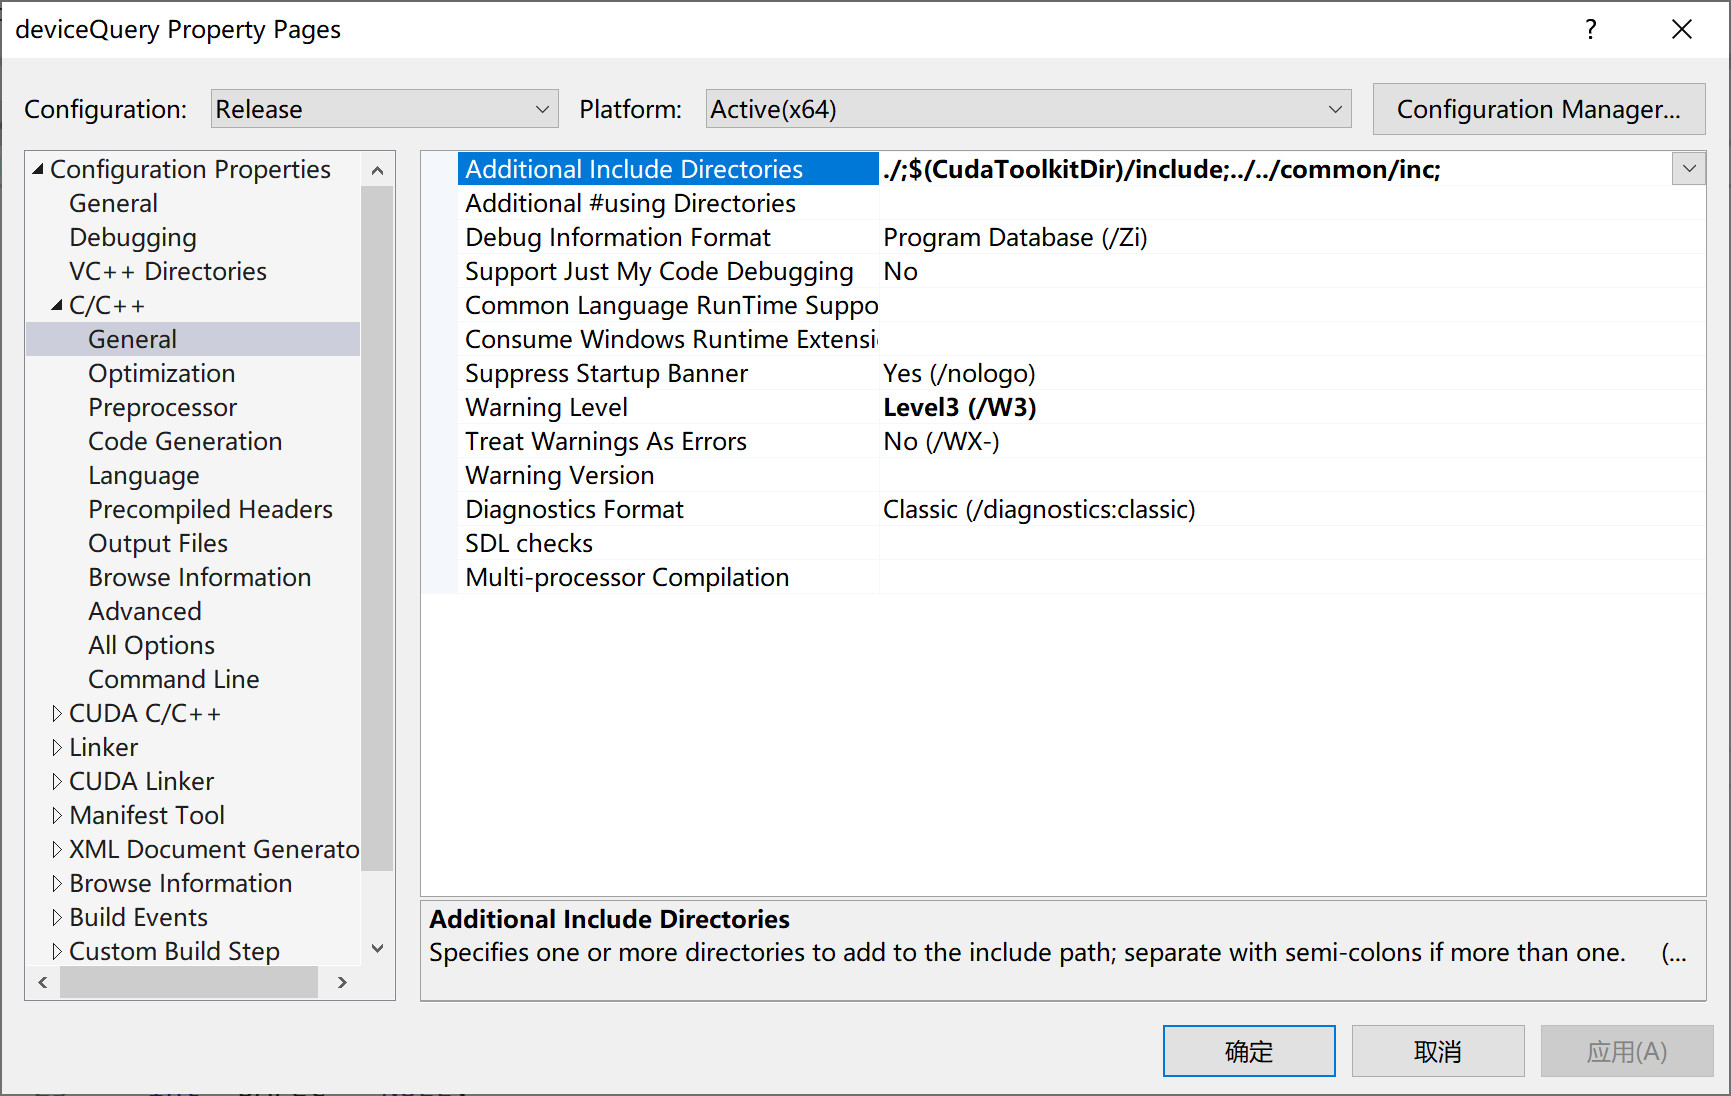 deviceQuery Property Pages
?
Configuration: Release Platform: Active(x64) Configuration Manager...
Configuration Properties
General
Debugging
VC++ Directories
C/C++
General
Optimization
Preprocessor
Code Generation
Language
Precompiled Headers
Output Files
Browse Information
Advanced
All Options
Command Line
CUDA C/C++
Linker
CUDA Linker
Manifest Tool
XML Document Generato
Browse Information
Build Events
Custom Build Step
Additional Include Directories ./;$(CudaToolkitDir)/include;../../common/inc;
Additional #using Directories
Debug Information Format Program Database (/Zi)
Support Just My Code Debugging No
Common Language RunTime Suppo
Consume Windows Runtime Extensi
Suppress Startup Banner Yes (/nologo)
Warning Level Level3 (/W3)
Treat Warnings As Errors No (/WX-)
Warning Version
Diagnostics Format Classic (/diagnostics:classic)
SDL checks
Multi-processor Compilation
Additional Include Directories
Specifies one or more directories to add to the include path; separate with semi-colons if more than one. (...
确定 取消 应用(A)